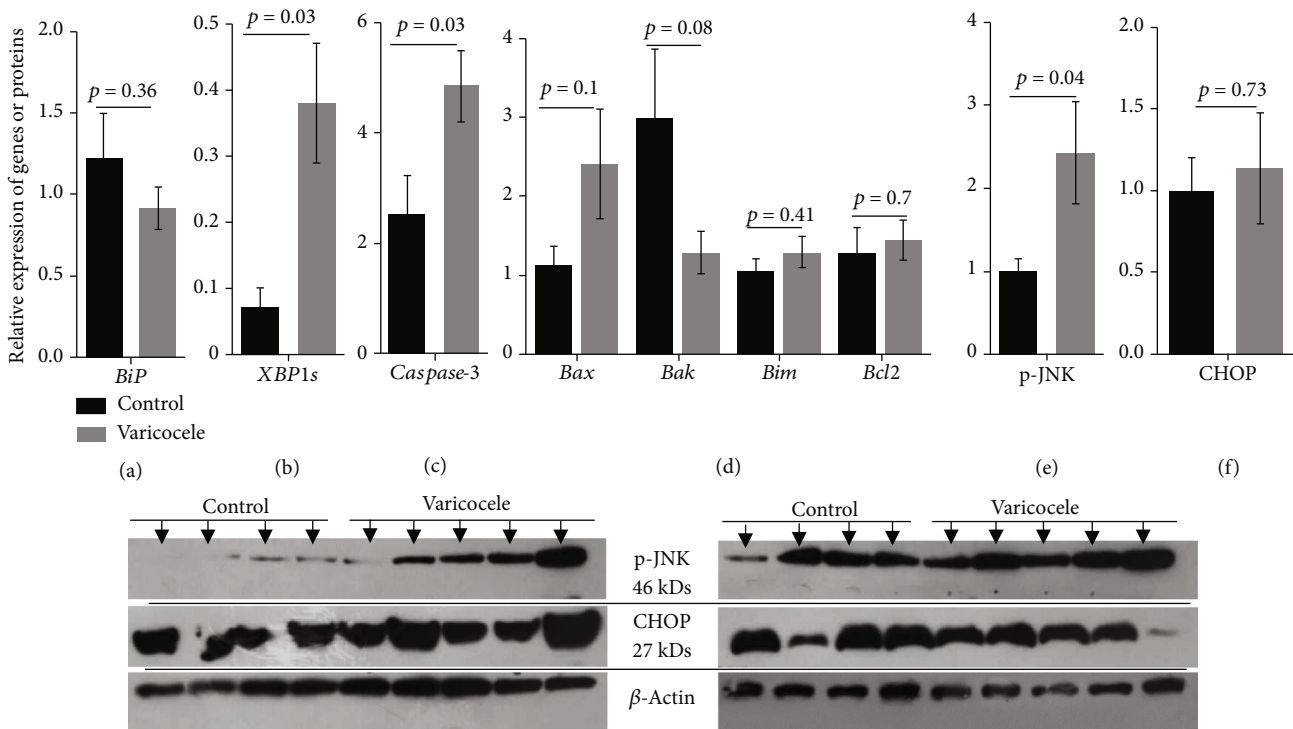 Relative expression of genes or proteins
2.0
1.5
1.0
0.5
0.0
p = 0.36
BiP
0.5
0.4
0.3
0.2
0.1
0
p = 0.03
XBP1s
6
4
2
0
p = 0.03
Caspase-3
4
3
2
1
0
p = 0.1
p = 0.08
p = 0.41
p = 0.7
Bax
Bak
Bim
Bcl2
4
3
2
1
0
p = 0.04
p-JNK
2.0
1.5
1.0
0.5
0.0
p = 0.73
CHOP
Control
Varicocele
(a)
(b)
(c)
(d)
(e)
(f)
Control
Varicocele
Control
Varicocele
p-JNK
46 kDs
CHOP
27 kDs
β-Actin